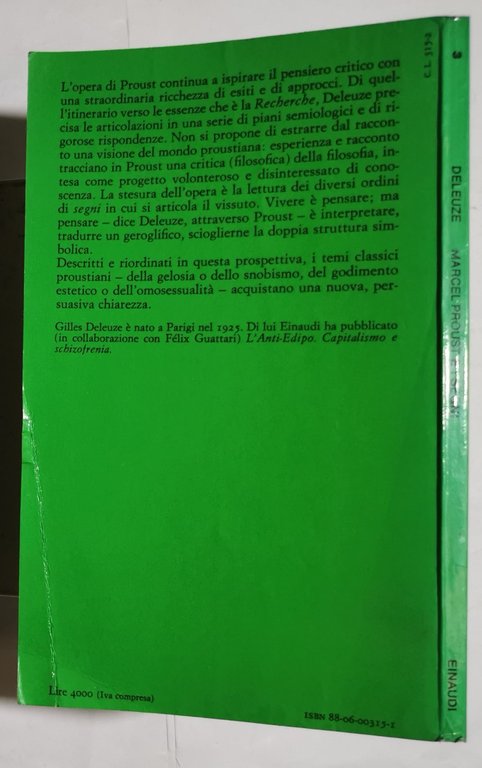 L'opera di Proust continua a ispirare il pensiero critico con
una straordinaria ricchezza di esiti e di approcci. Di quel-
l'itinerario verso le essenze che è la Recherche, Deleuze pre-
cisa le articolazioni in una serie di piani semiologici e di ri-
gorose rispondenze. Non si propone di estrarre dal raccon-
to una visione del mondo proustiana: esperienza e racconto
intracciano in Proust una critica (filosofica) della filosofia, in-
tesa come progetto volonteroso e disinteressato di cono-
scenza. La stesura dell'opera è la lettura dei diversi ordini
di segni in cui si articola il vissuto. Vivere è pensare; ma
pensare – dice Deleuze, attraverso Proust – è interpretare,
tradurre un geroglifico, scioglierne la doppia struttura sim-
bolica.
Descritti e riordinati in questa prospettiva, i temi classici
proustiani – della gelosia o dello snobismo, del godimento
estetico o dell'omosessualità – acquistano una nuova, per-
suasiva chiarezza.
Gilles Deleuze è nato a Parigi nel 1925. Di lui Einaudi ha pubblicato
(in collaborazione con Félix Guattari) L'Anti-Edipo. Capitalismo e
schizofrenia.
Lire 4000 (Iva compresa)
ISBN 88-06-00315-1
3
DELEUZE MARCEL PROUST E I SEGNI
EINAUDI